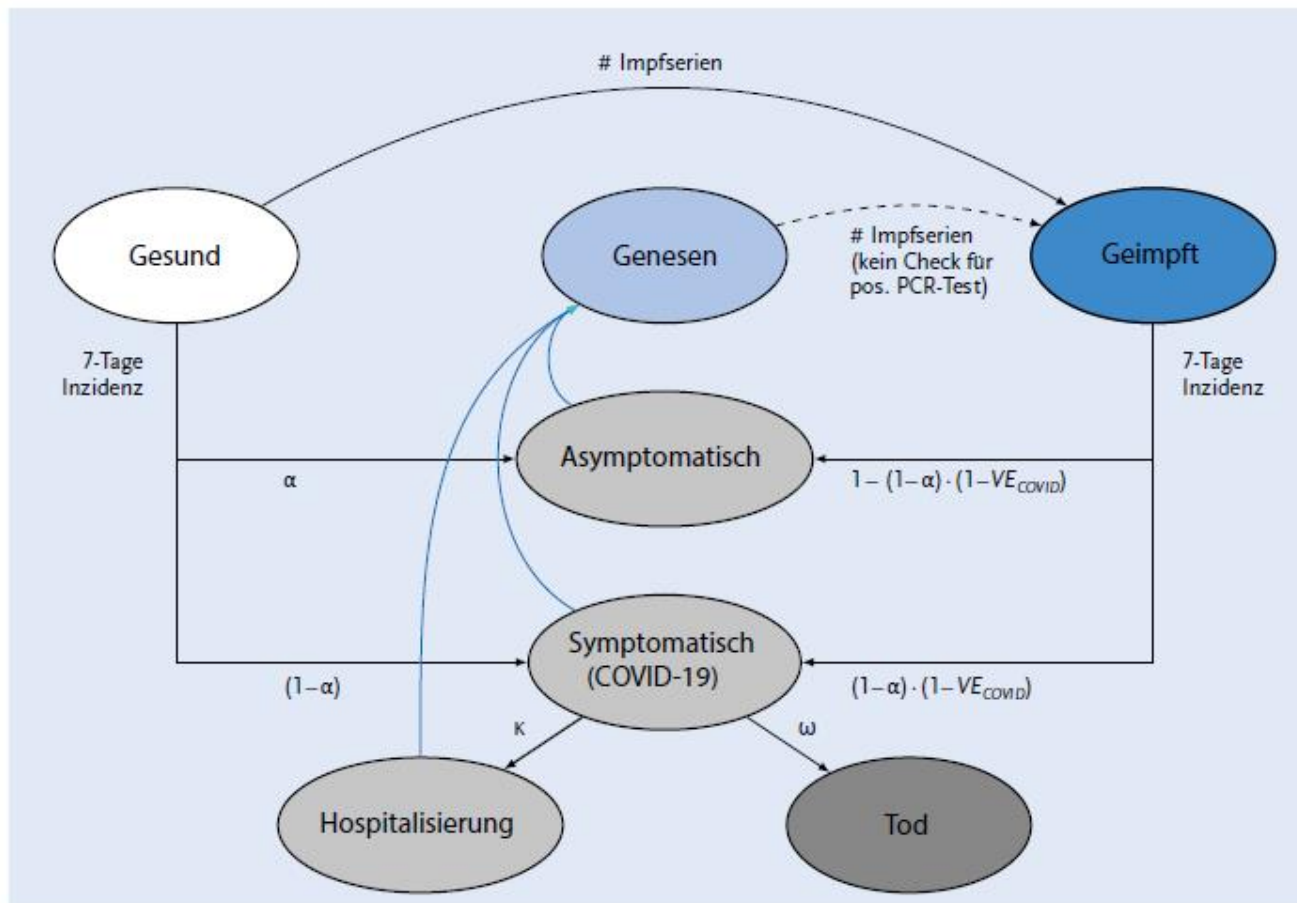 # Impfserien
Gesund
Genesen
# Impfserien
(kein Check für
pos. PCR-Test)
Geimpft
7-Tage
Inzidenz
7-Tage
Inzidenz
Asymptomatisch
α
1 – (1–α) · (1–VE_COVID)
Symptomatisch
(COVID-19)
(1–α)
(1–α) · (1–VE_COVID)
κ
ω
Hospitalisierung
Tod